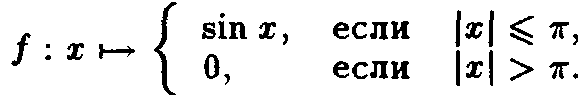 f : x ↦ { sin x, если |x| ⩽ π,
0, если |x| > π.